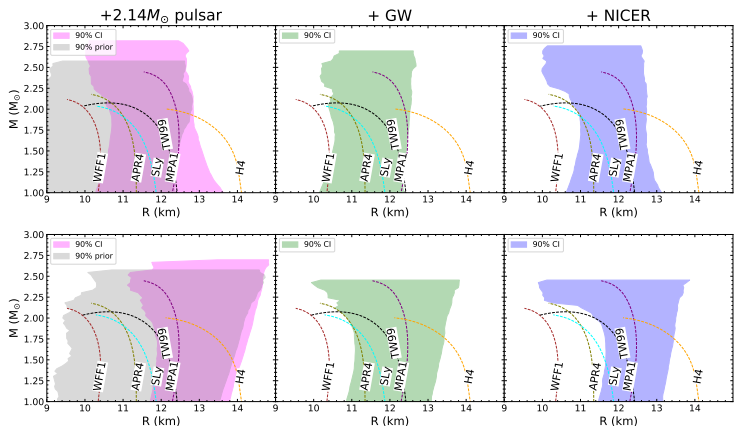 +2.14M⊙ pulsar
+ GW
+ NICER
3.00
2.75
2.50
2.25
2.00
1.75
1.50
1.25
1.00
M (M⊙)
90% CI
90% prior
WFF1
APR4
SLy
TW99
MPA1
H4
9 10 11 12 13 14
R (km)
90% CI
WFF1
APR4
SLy
TW99
MPA1
H4
9 10 11 12 13 14
R (km)
90% CI
WFF1
APR4
SLy
TW99
MPA1
H4
9 10 11 12 13 14
R (km)
3.00
2.75
2.50
2.25
2.00
1.75
1.50
1.25
1.00
M (M⊙)
90% CI
90% prior
WFF1
APR4
SLy
TW99
MPA1
H4
9 10 11 12 13 14
R (km)
90% CI
WFF1
APR4
SLy
TW99
MPA1
H4
9 10 11 12 13 14
R (km)
90% CI
WFF1
APR4
SLy
TW99
MPA1
H4
9 10 11 12 13 14
R (km)